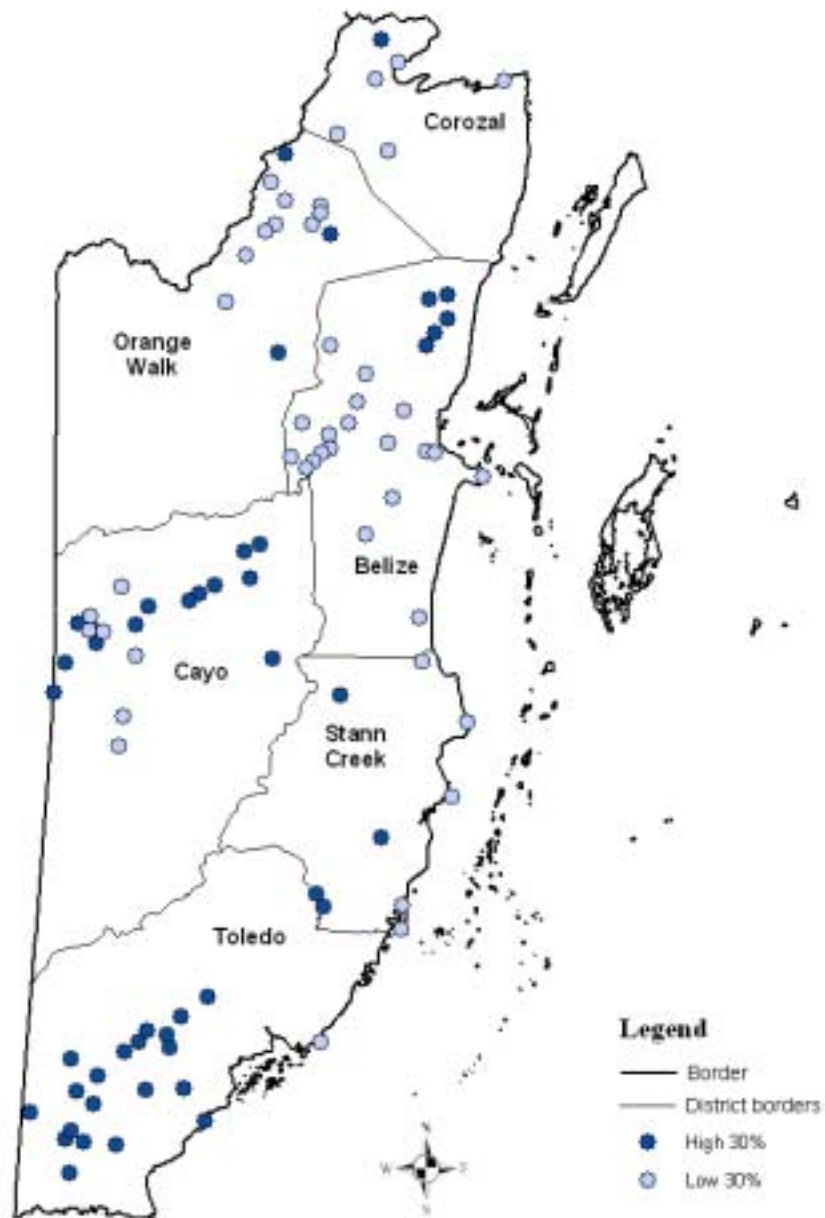 Corozal
Orange
Walk
Belize
Cayo
Stann
Creek
Toledo
Legend
Border
District borders
High 30%
Low 30%
N
W
E